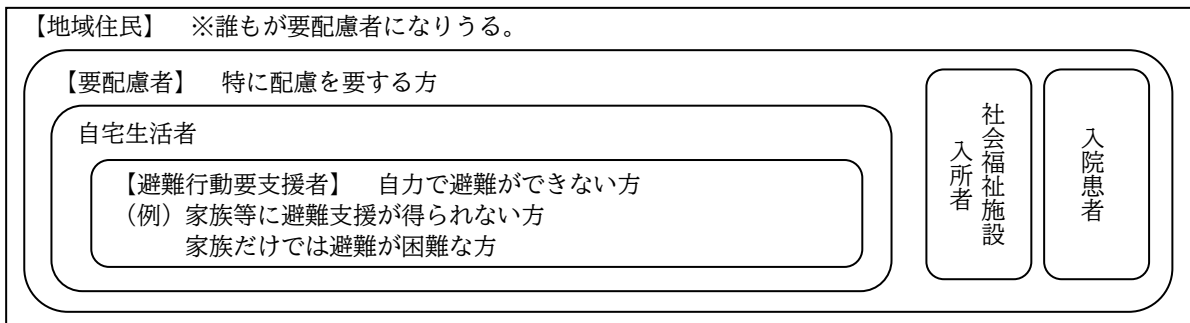 【地域住民】　※誰もが要配慮者になりうる。
【要配慮者】　特に配慮を要する方
自宅生活者
【避難行動要支援者】　自力で避難ができない方
（例）家族等に避難支援が得られない方
家族だけでは避難が困難な方
社会福祉施設
入所者
入院患者